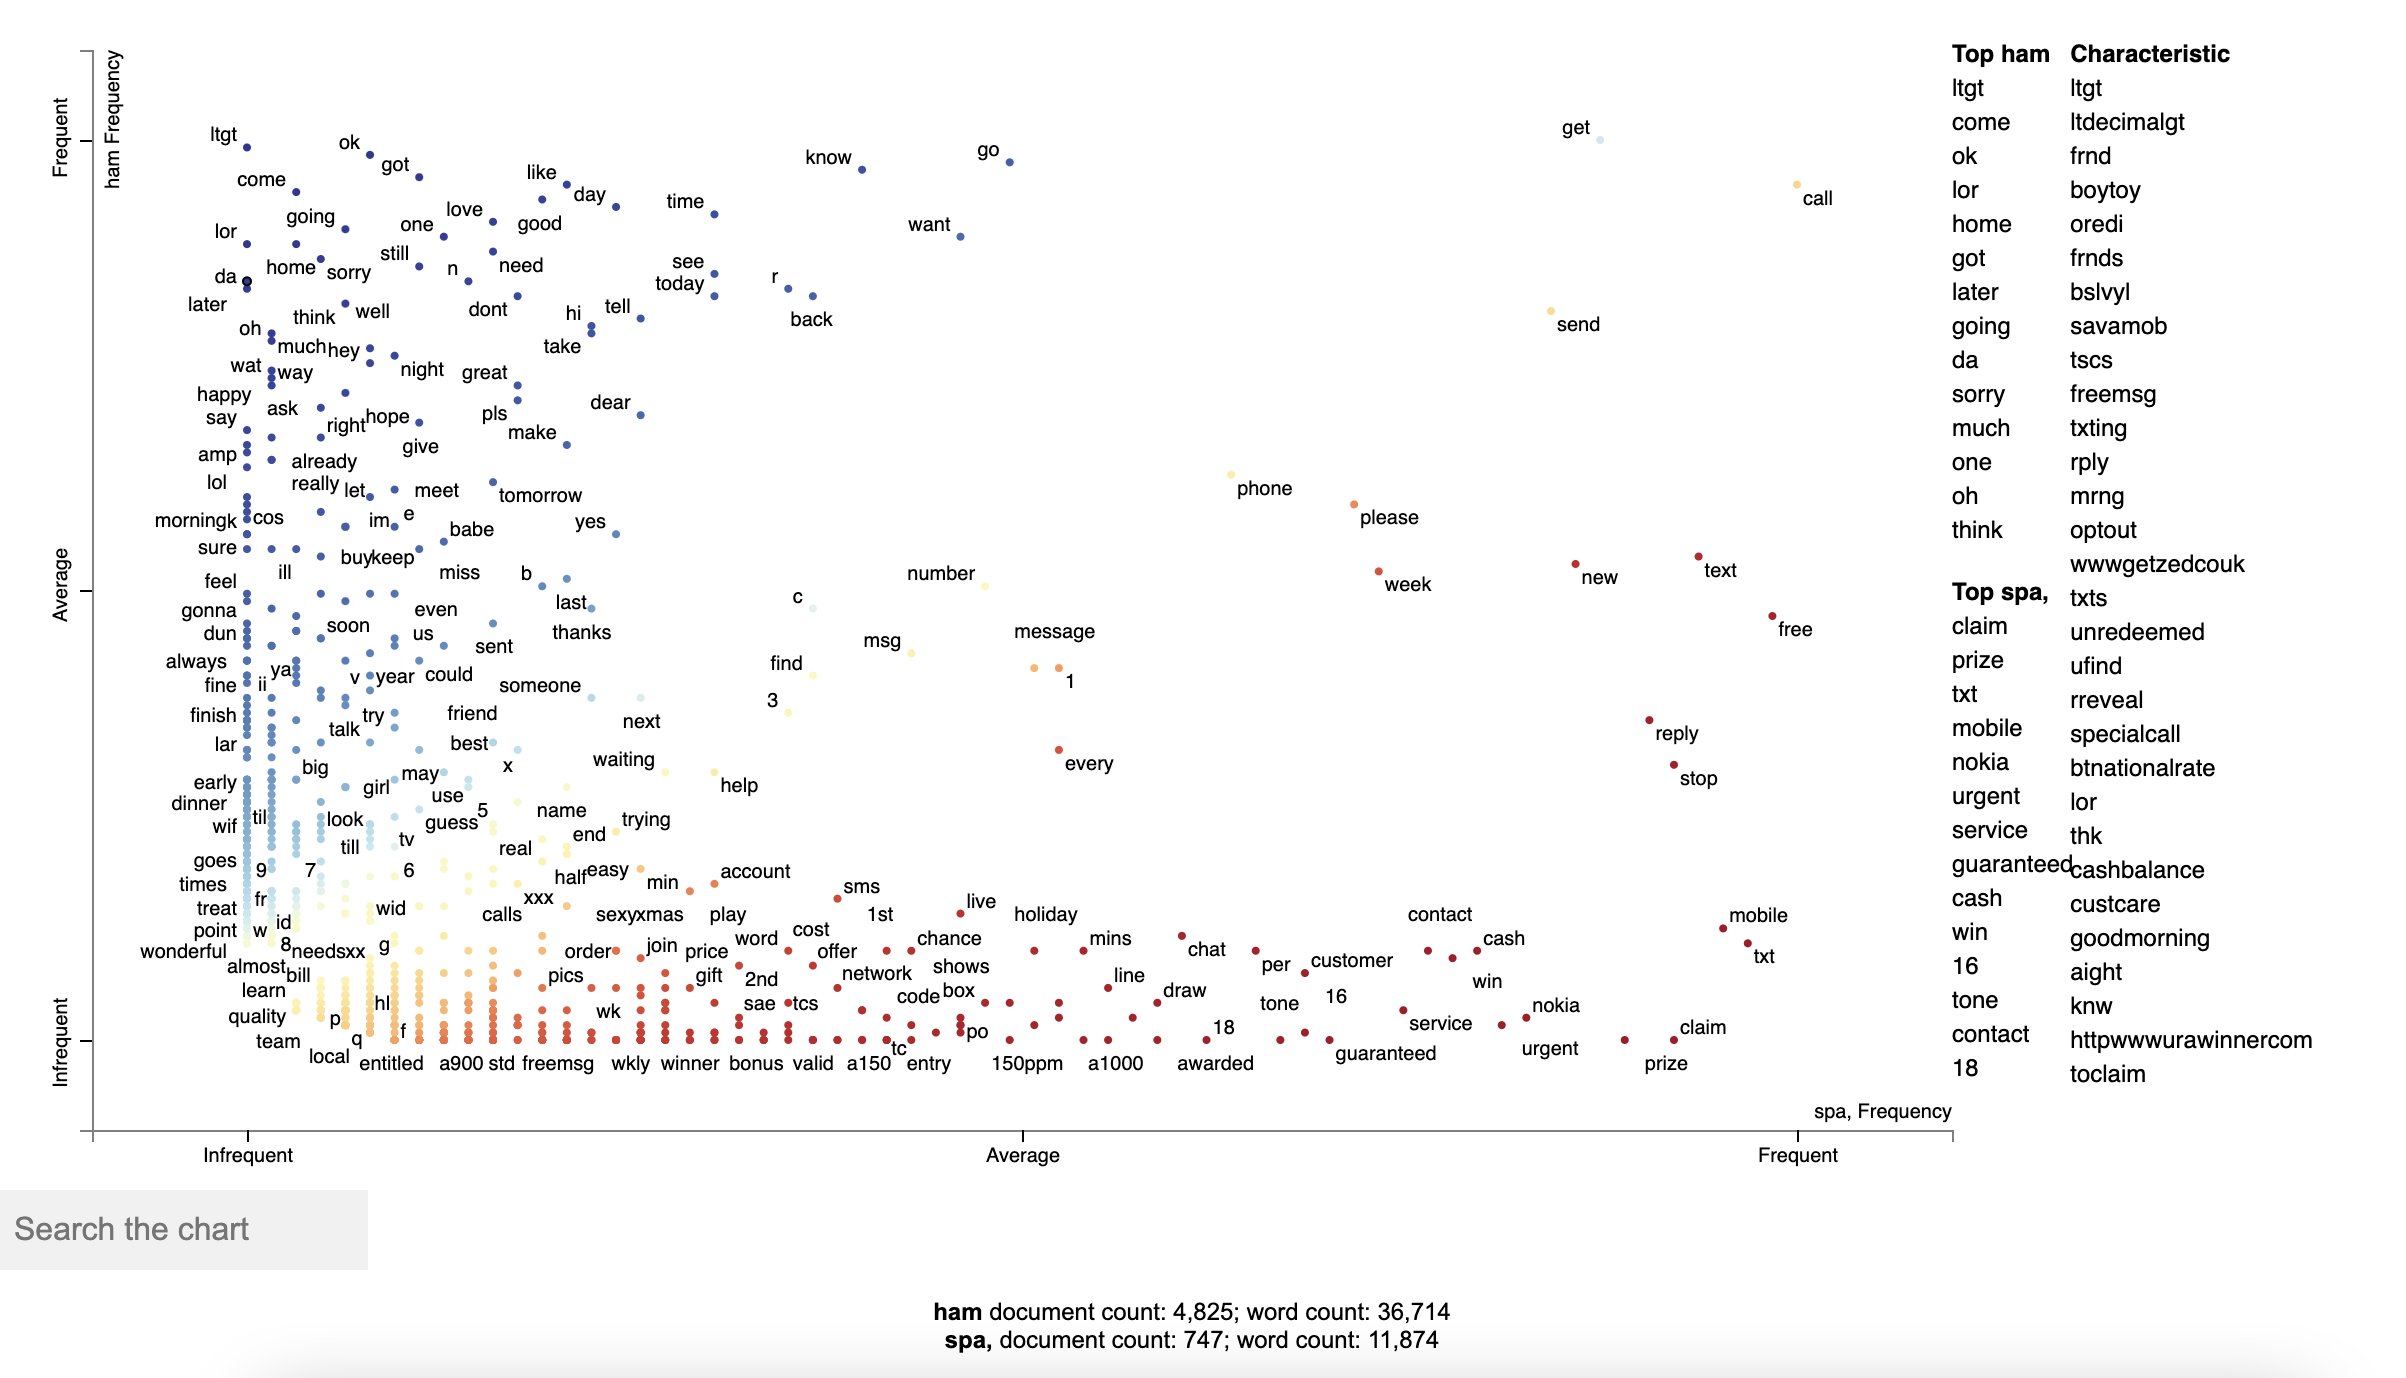 Frequent
Average
Infrequent
ham Frequency
ltgt
ok
got
come
like
day
know
go
get
call
time
love
good
going
one
want
lor
still
need
home
sorry
n
see
today
r
da
later
think
well
dont
hi
tell
back
send
oh
much
hey
take
wat
way
night
great
happy
ask
dear
say
right
hope
pls
make
give
amp
already
lol
really
let
meet
tomorrow
phone
please
morningk
cos
im
e
babe
yes
sure
buy
keep
ill
miss
b
number
week
new
text
feel
last
c
gonna
even
dun
soon
us
sent
thanks
msg
message
free
always
ya
find
fine
ii
v
year
could
someone
3
1
finish
talk
try
friend
next
reply
lar
best
big
may
x
waiting
help
every
stop
early
girl
use
dinner
wif
til
look
guess
5
name
trying
till
tv
real
end
goes
9
7
6
half
easy
min
account
times
fr
xxx
sms
treat
id
wid
calls
sexy
xmas
play
1st
live
holiday
contact
mobile
point
w
8
needs
xx
g
order
join
price
word
cost
offer
chance
mins
chat
cash
txt
wonderful
almost
bill
pics
gift
2nd
network
shows
line
per
customer
win
learn
hl
wk
sae
tcs
code
box
draw
tone
16
nokia
quality
p
f
po
18
service
claim
team
q
local
tc
guaranteed
urgent
entitled
a900
std
freemsg
wkly
winner
bonus
valid
a150
entry
150ppm
a1000
awarded
prize
spa, Frequency
Infrequent
Average
Frequent
Top ham
ltgt
come
ok
lor
home
got
later
going
da
sorry
much
one
oh
think
Top spa,
claim
prize
txt
mobile
nokia
urgent
service
guaranteed
cash
win
16
tone
contact
18
Characteristic
ltgt
ltdecimalgt
frnd
boytoy
oredi
frnds
bslvyl
savamob
tscs
freemsg
txting
rply
mrng
optout
wwwgetzedcouk
txts
unredeemed
ufind
rreveal
specialcall
btnationalrate
lor
thk
cashbalance
custcare
goodmorning
aight
knw
httpwwwurawinnercom
toclaim
Search the chart
ham document count: 4,825; word count: 36,714
spa, document count: 747; word count: 11,874